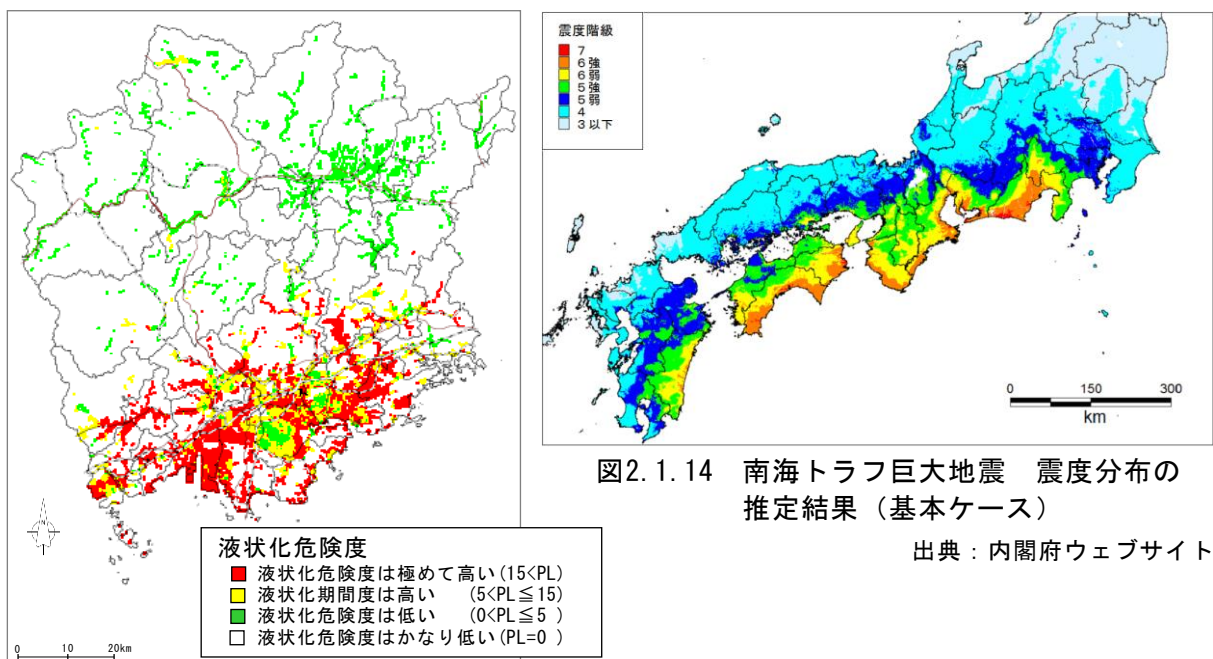 液状化危険度
液状化危険度は極めて高い(15<PL)
液状化期間度は高い (5<PL≦15)
液状化危険度は低い (0<PL≦5 )
液状化危険度はかなり低い(PL=0 )
N
0 10 20km
震度階級
7
6強
6弱
5強
5弱
4
3以下
0 150 300
km
図2.1.14 南海トラフ巨大地震 震度分布の
推定結果（基本ケース）
出典：内閣府ウェブサイト